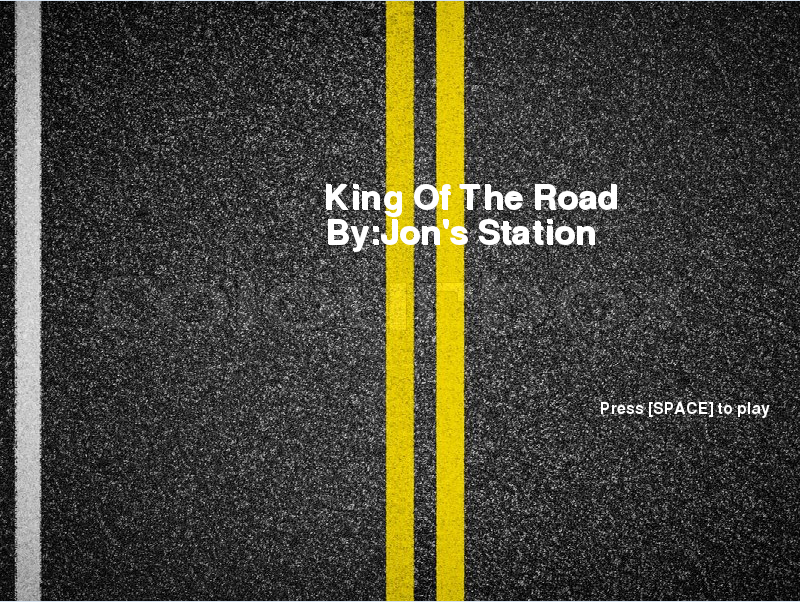 King Of The Road
By:Jon's Station
Press [SPACE] to play